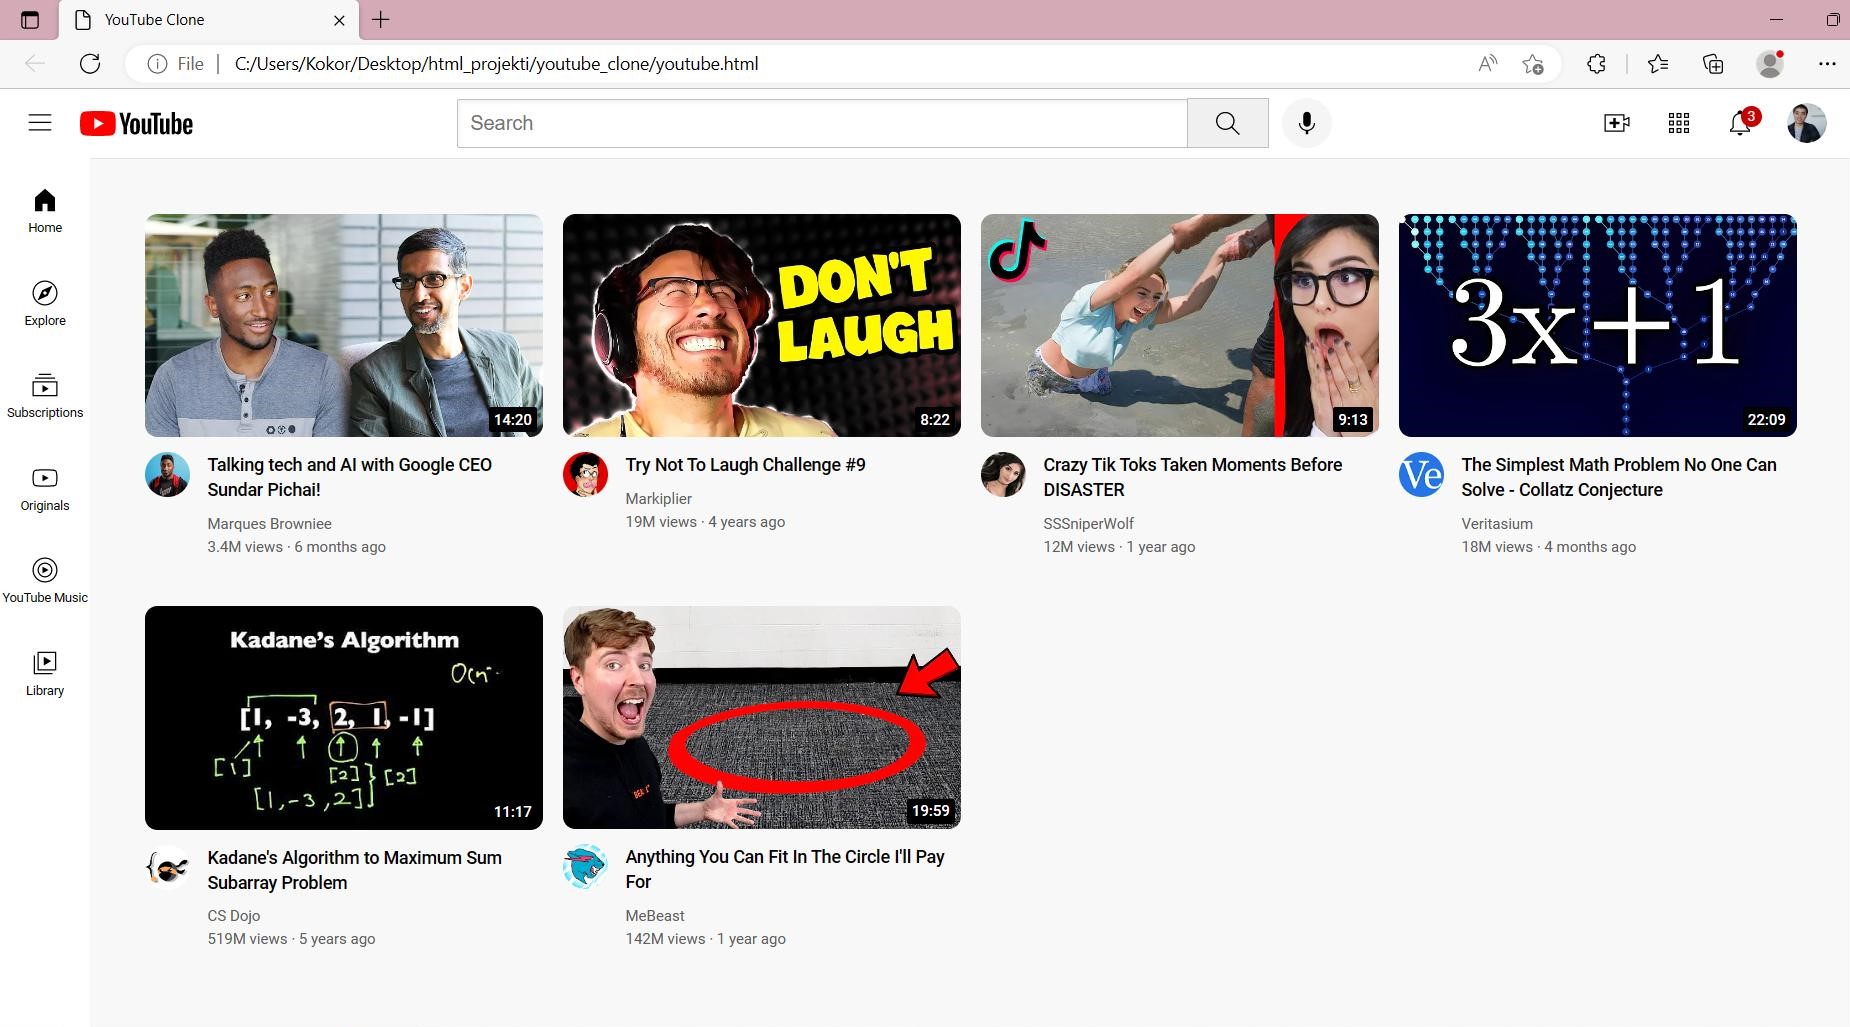 YouTube Clone
File
C:/Users/Kokor/Desktop/html_projekti/youtube_clone/youtube.html
YouTube
Search
3
Home
Explore
Subscriptions
Originals
YouTube Music
Library
14:20
DON'T
LAUGH
8:22
9:13
3x+1
22:09
Talking tech and AI with Google CEO
Sundar Pichai!
Marques Browniee
3.4M views · 6 months ago
Try Not To Laugh Challenge #9
Markiplier
19M views · 4 years ago
Crazy Tik Toks Taken Moments Before
DISASTER
SSSniperWolf
12M views · 1 year ago
Ve
The Simplest Math Problem No One Can
Solve - Collatz Conjecture
Veritasium
18M views · 4 months ago
Kadane's Algorithm
[1, -3, 2, 1, -1]
[1]
[2]
[2]
[1, -3, 2]
11:17
19:59
Kadane's Algorithm to Maximum Sum
Subarray Problem
CS Dojo
519M views · 5 years ago
Anything You Can Fit In The Circle I'll Pay
For
MeBeast
142M views · 1 year ago